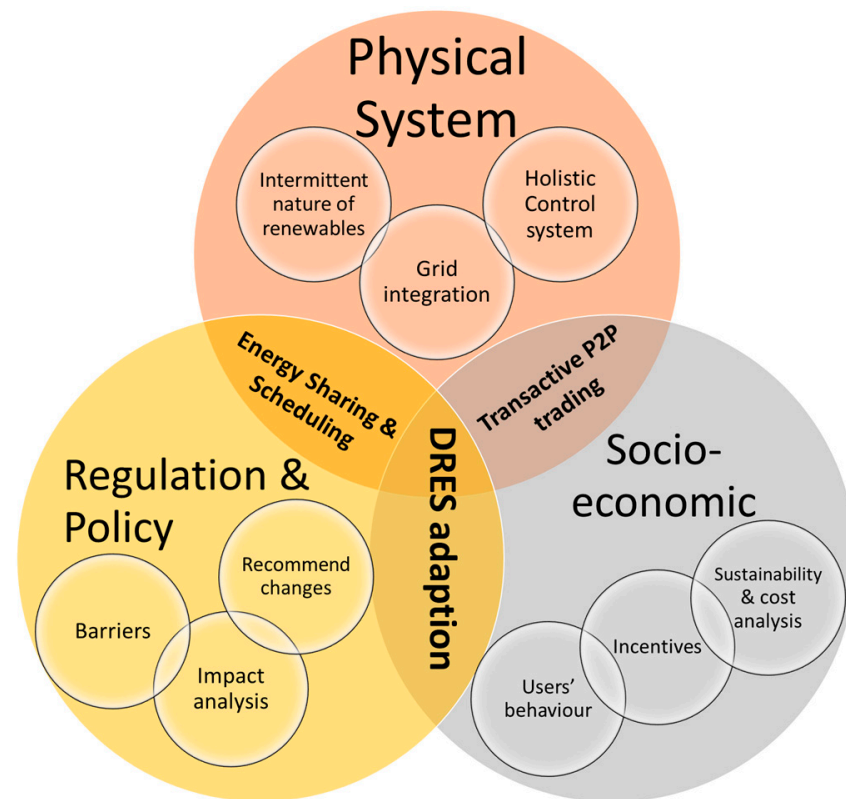 Physical
System
Intermittent
nature of
renewables
Holistic
Control
system
Grid
integration
Energy Sharing &
Scheduling
Transactive P2P
trading
DRES adaption
Regulation &
Policy
Recommend
changes
Barriers
Impact
analysis
Socio-
economic
Sustainability
& cost
analysis
Incentives
Users'
behaviour